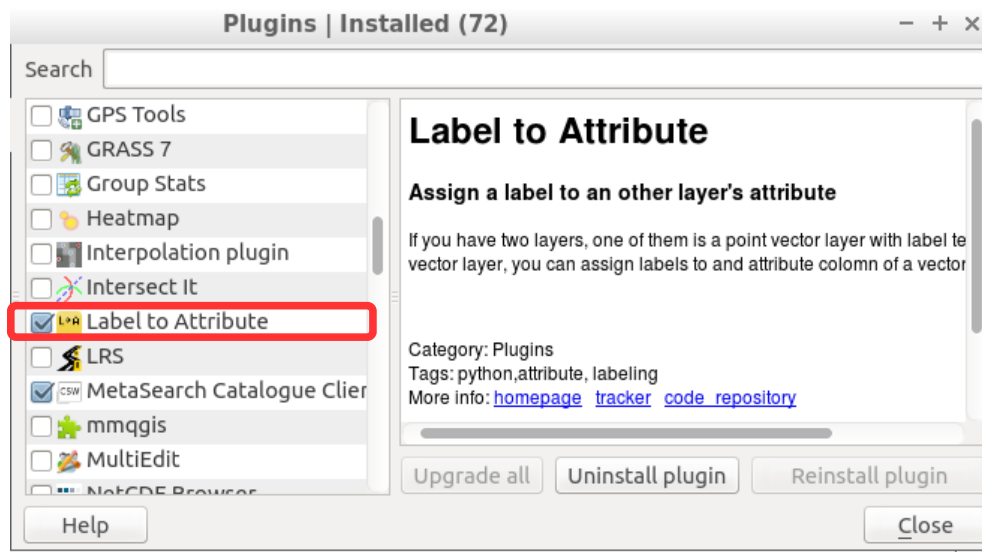 Plugins | Installed (72)
Search
GPS Tools
GRASS 7
Group Stats
Heatmap
Interpolation plugin
Intersect It
L→A Label to Attribute
LRS
CSW MetaSearch Catalogue Clier
mmqgis
MultiEdit
NetCDF Browser
Label to Attribute
Assign a label to an other layer's attribute
If you have two layers, one of them is a point vector layer with label te
vector layer, you can assign labels to and attribute colomn of a vector
Category: Plugins
Tags: python,attribute, labeling
More info: homepage tracker code_repository
Upgrade all Uninstall plugin Reinstall plugin
Help Close